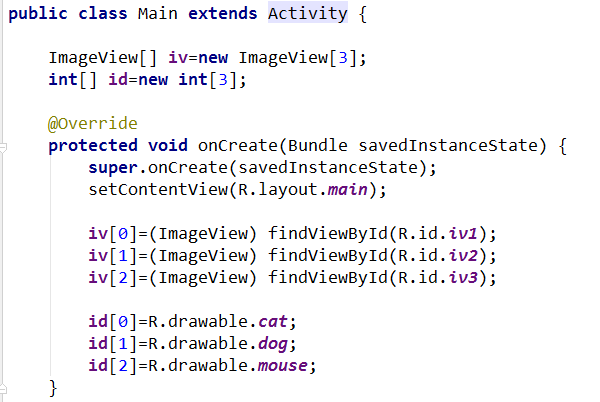 public class Main extends Activity {
ImageView[] iv=new ImageView[3];
int[] id=new int[3];
@Override
protected void onCreate(Bundle savedInstanceState) {
super.onCreate(savedInstanceState);
setContentView(R.layout.main);
iv[0]=(ImageView) findViewById(R.id.iv1);
iv[1]=(ImageView) findViewById(R.id.iv2);
iv[2]=(ImageView) findViewById(R.id.iv3);
id[0]=R.drawable.cat;
id[1]=R.drawable.dog;
id[2]=R.drawable.mouse;
}